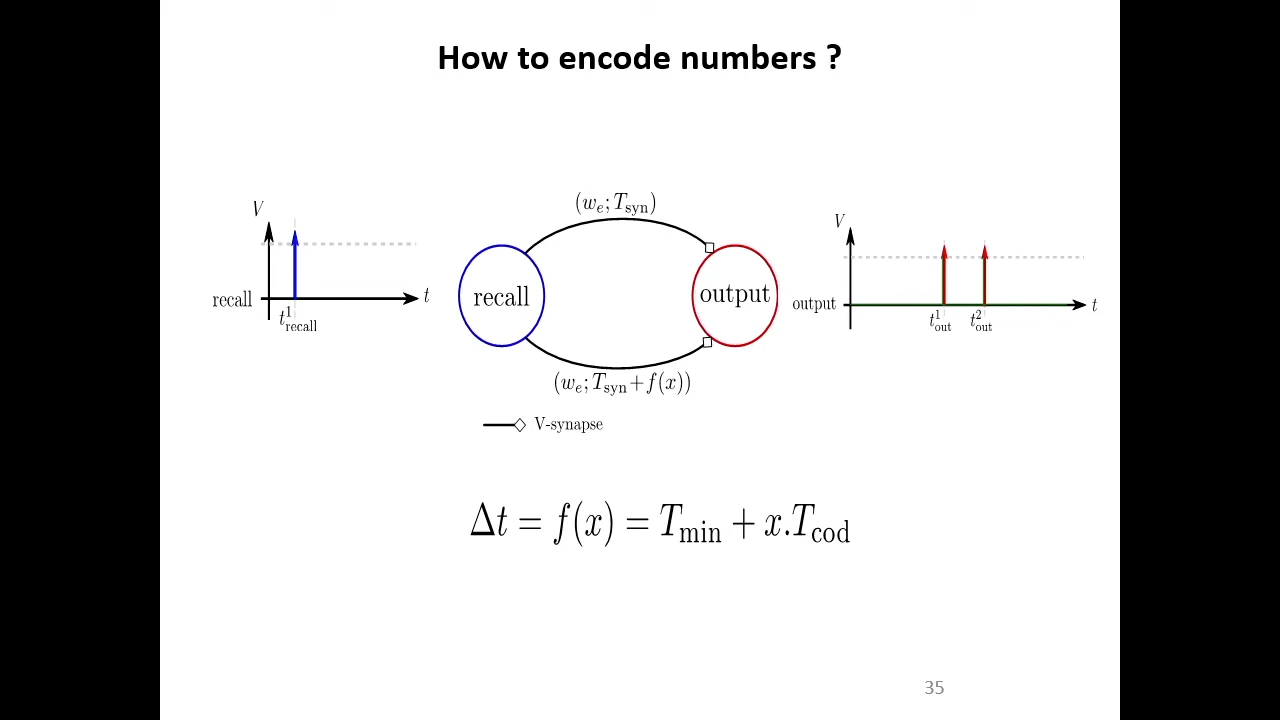 How to encode numbers ?
(w_e; T_syn)
V
recall
t
t^1_recall
recall
output
V
output
t
t^1_out t^2_out
(w_e; T_syn + f(x))
V-synapse
Δt = f(x) = T_min + x.T_cod
35